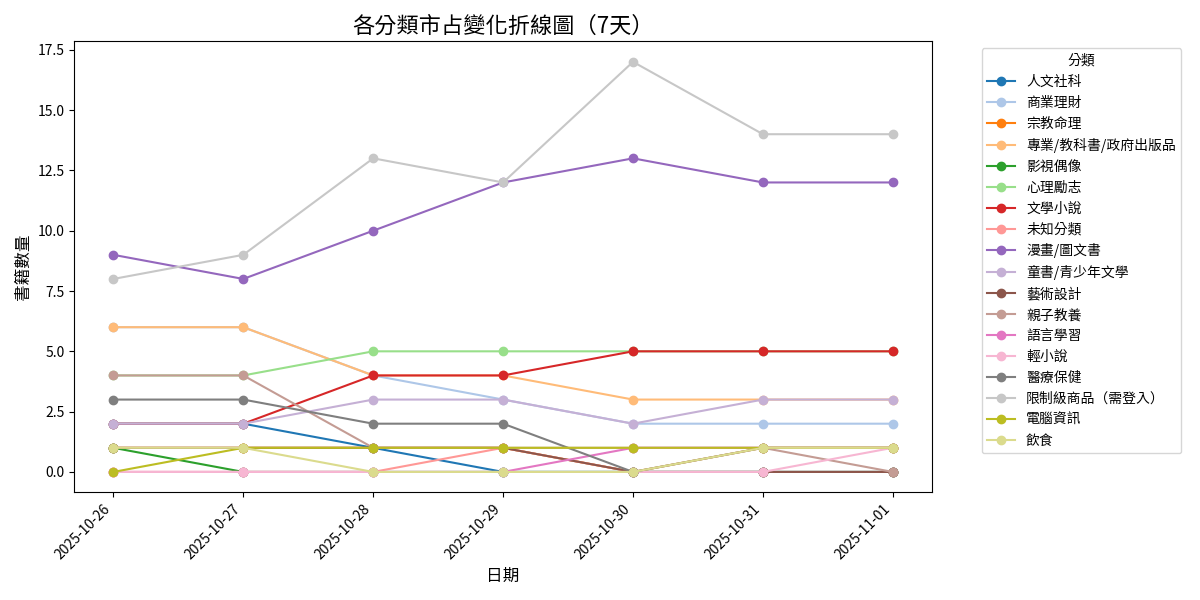 各分類市占變化折線圖（7天）
17.5
15.0
12.5
10.0
7.5
5.0
2.5
0.0
書籍數量
2025-10-26
2025-10-27
2025-10-28
2025-10-29
2025-10-30
2025-10-31
2025-11-01
日期
分類
人文社科
商業理財
宗教命理
專業/教科書/政府出版品
影視偶像
心理勵志
文學小說
未知分類
漫畫/圖文書
童書/青少年文學
藝術設計
親子教養
語言學習
輕小說
醫療保健
限制級商品（需登入）
電腦資訊
飲食